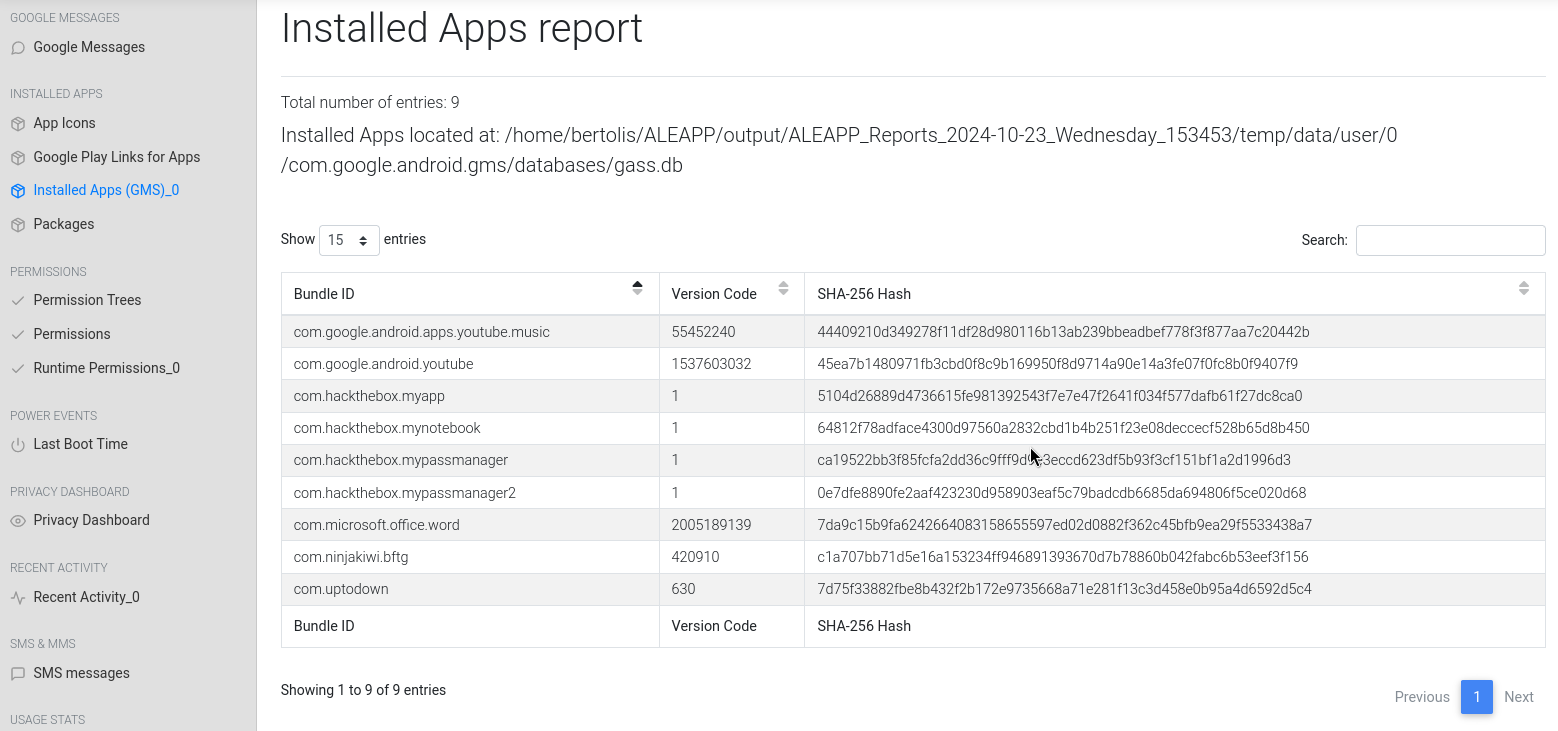 GOOGLE MESSAGES
Google Messages
INSTALLED APPS
App Icons
Google Play Links for Apps
Installed Apps (GMS)_0
Packages
PERMISSIONS
Permission Trees
Permissions
Runtime Permissions_0
POWER EVENTS
Last Boot Time
PRIVACY DASHBOARD
Privacy Dashboard
RECENT ACTIVITY
Recent Activity_0
SMS & MMS
SMS messages
USAGE STATS
Installed Apps report
Total number of entries: 9
Installed Apps located at: /home/bertolis/ALEAPP/output/ALEAPP_Reports_2024-10-23_Wednesday_153453/temp/data/user/0
/com.google.android.gms/databases/gass.db
Show 15 entries Search:
Bundle ID Version Code SHA-256 Hash
com.google.android.apps.youtube.music 55452240 44409210d349278f11df28d980116b13ab239bbeadbef778f3f877aa7c20442b
com.google.android.youtube 1537603032 45ea7b1480971fb3cbd0f8c9b169950f8d9714a90e14a3fe07f0fc8b0f9407f9
com.hackthebox.myapp 1 5104d26889d4736615fe981392543f7e7e47f2641f034f577dafb61f27dc8ca0
com.hackthebox.mynotebook 1 64812f78adface4300d97560a2832cbd1b4b251f23e08deccecf528b65d8b450
com.hackthebox.mypassmanager 1
com.hackthebox.mypassmanager2 1 0e7dfe8890fe2aaf423230d958903eaf5c79badcdb6685da694806f5ce020d68
com.microsoft.office.word 2005189139 7da9c15b9fa6242664083158655597ed02d0882f362c45bfb9ea29f5533438a7
com.ninjakiwi.bftg 420910 c1a707bb71d5e16a153234ff946891393670d7b78860b042fabc6b53eef3f156
com.uptodown 630 7d75f33882fbe8b432f2b172e9735668a71e281f13c3d458e0b95a4d6592d5c4
Bundle ID Version Code SHA-256 Hash
Showing 1 to 9 of 9 entries
Previous 1 Next